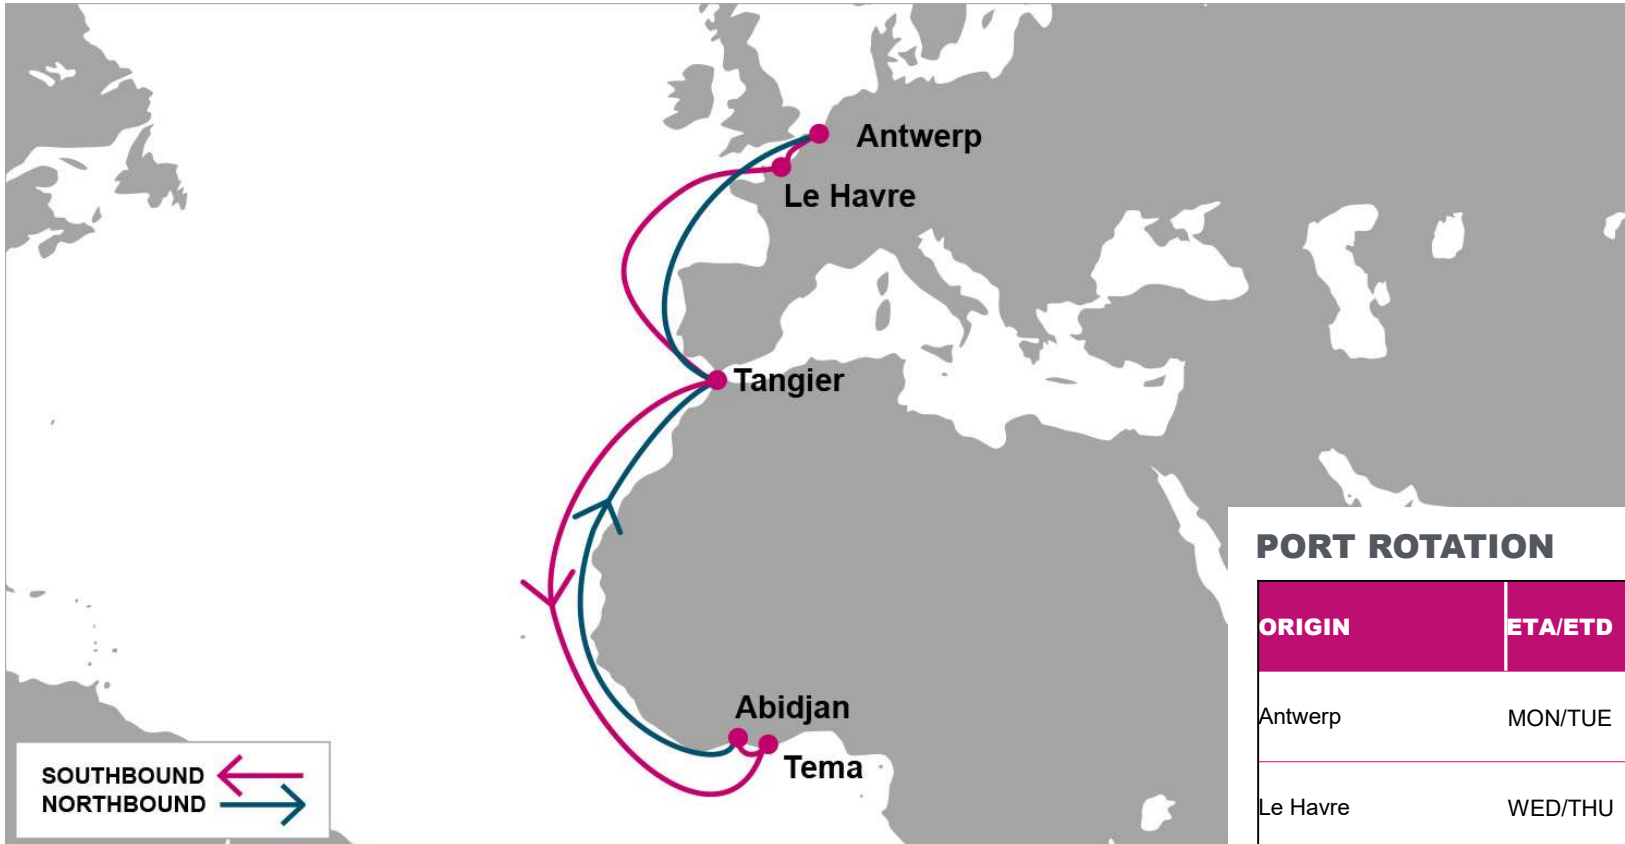 Antwerp
Le Havre
Tangier
Abidjan
Tema
SOUTHBOUND
NORTHBOUND
PORT ROTATION
ORIGIN ETA/ETD
Antwerp MON/TUE
Le Havre WED/THU